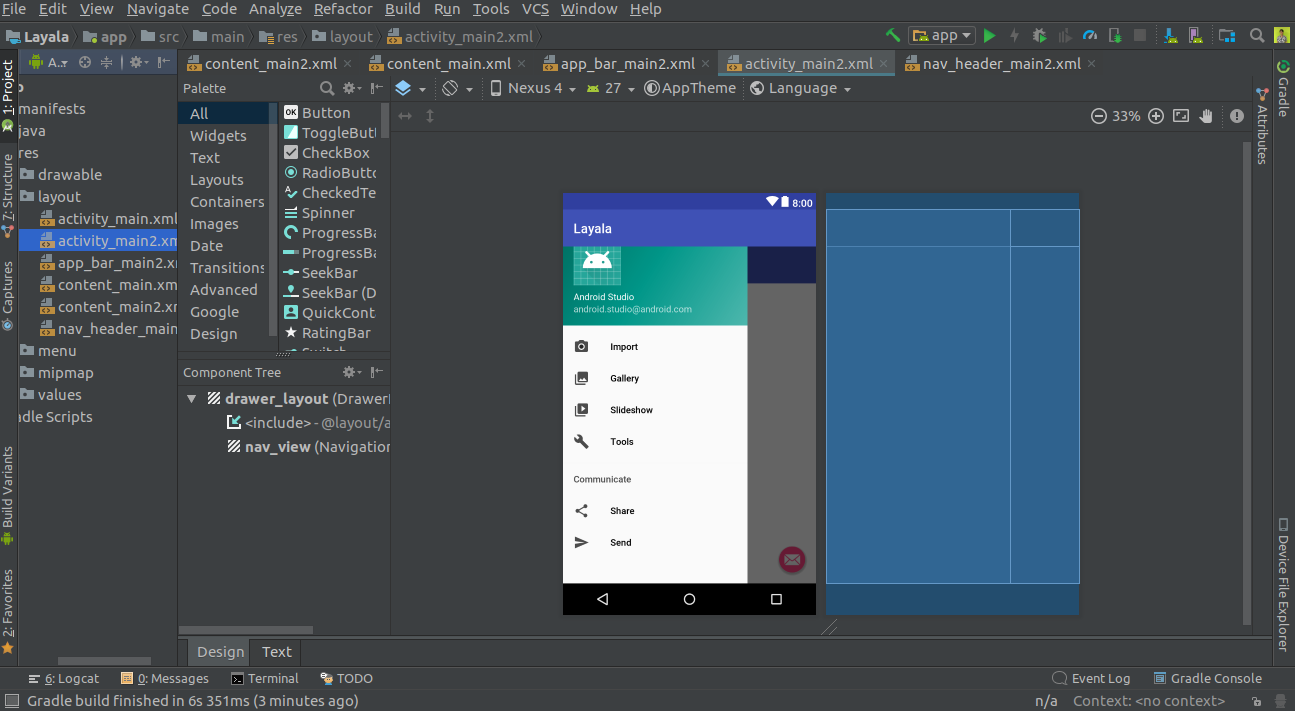 File Edit View Navigate Code Analyze Refactor Build Run Tools VCS Window Help
Layala app src main res layout activity_main2.xml app
1: Project
7: Structure
Captures
Build Variants
2: Favorites
A..
manifests
java
res
drawable
layout
activity_main.xml
activity_main2.xm
app_bar_main2.x
content_main.xm
content_main2.x
nav_header_main
menu
mipmap
values
dle Scripts
content_main2.xml content_main.xml app_bar_main2.xml activity_main2.xml nav_header_main2.xml
Palette
Nexus 4 27 AppTheme Language
33%
All
Widgets
Text
Layouts
Containers
Images
Date
Transitions
Advanced
Google
Design
OK Button
ToggleButt
CheckBox
RadioButto
CheckedTe
Spinner
ProgressBa
ProgressBa
SeekBar
SeekBar (D
QuickCont
RatingBar
Switch
Component Tree
drawer_layout (Drawerl
<include> - @layout/a
nav_view (Navigation
8:00
Layala
Android Studio
android.studio@android.com
Import
Gallery
Slideshow
Tools
Communicate
Share
Send
Gradle
Attributes
Device File Explorer
Design Text
6: Logcat 0: Messages Terminal TODO Event Log Gradle Console
Gradle build finished in 6s 351ms (3 minutes ago) n/a Context: <no context>